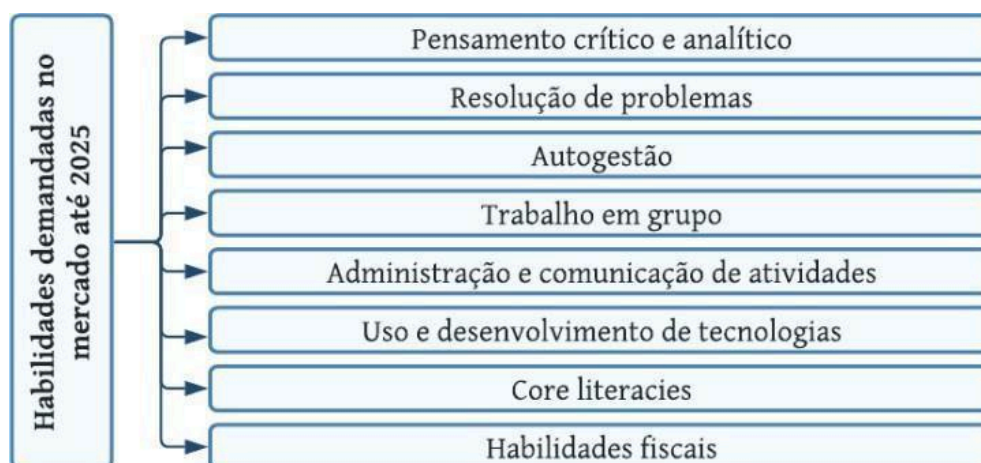 Habilidades demandadas no
mercado até 2025
Pensamento crítico e analítico
Resolução de problemas
Autogestão
Trabalho em grupo
Administração e comunicação de atividades
Uso e desenvolvimento de tecnologias
Core literacies
Habilidades fiscais